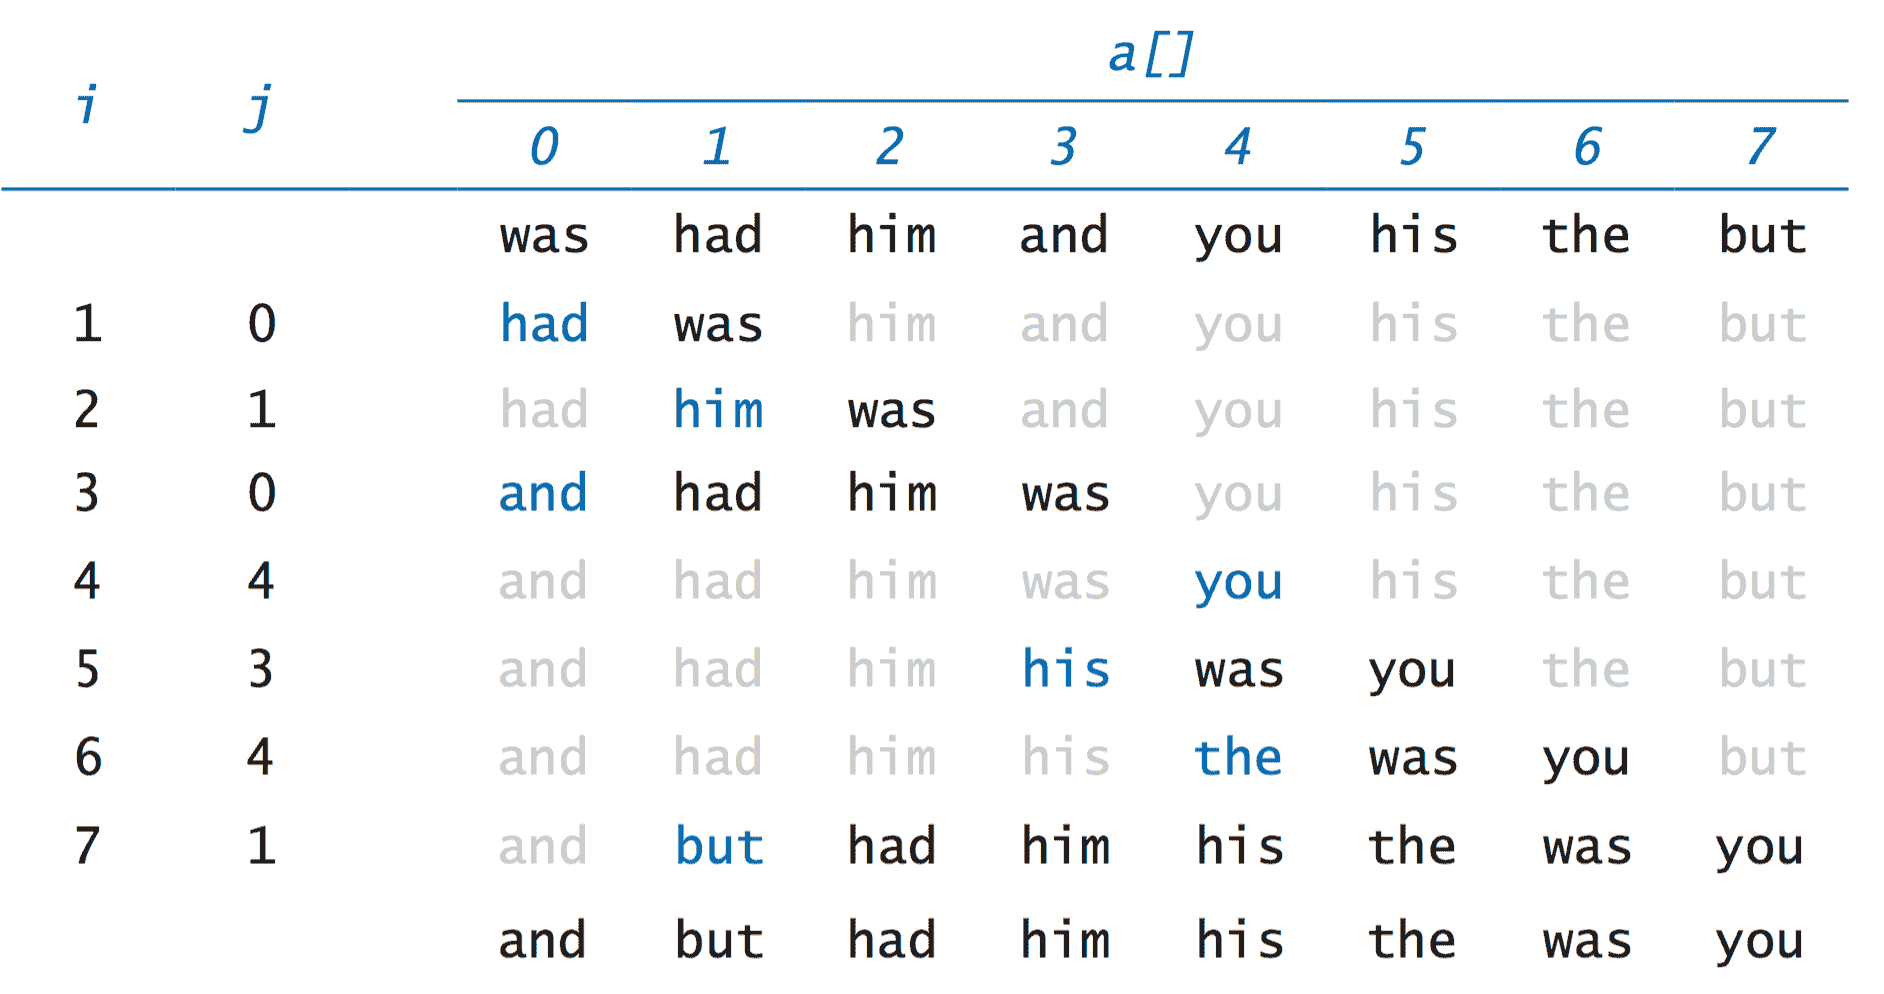 a[]
i j
0 1 2 3 4 5 6 7
was had him and you his the but
1 0 had was him and you his the but
2 1 had him was and you his the but
3 0 and had him was you his the but
4 4 and had him was you his the but
5 3 and had him his was you the but
6 4 and had him his the was you but
7 1 and but had him his the was you
and but had him his the was you